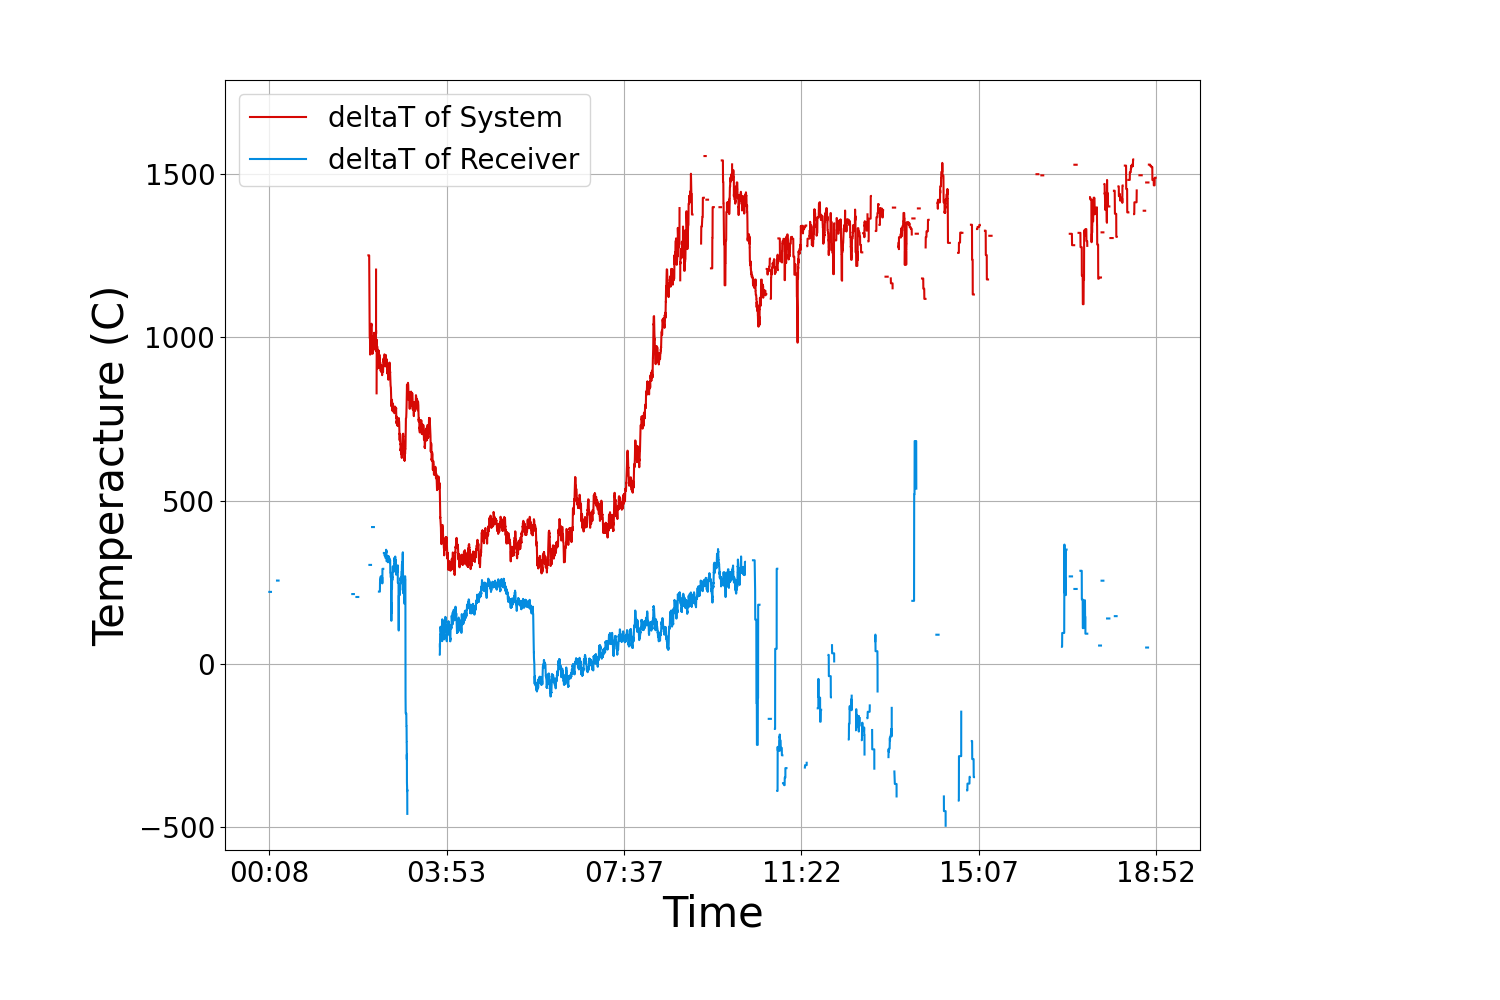 deltaT of System
deltaT of Receiver
1500
1000
500
0
−500
Temperacture (C)
00:08 03:53 07:37 11:22 15:07 18:52
Time